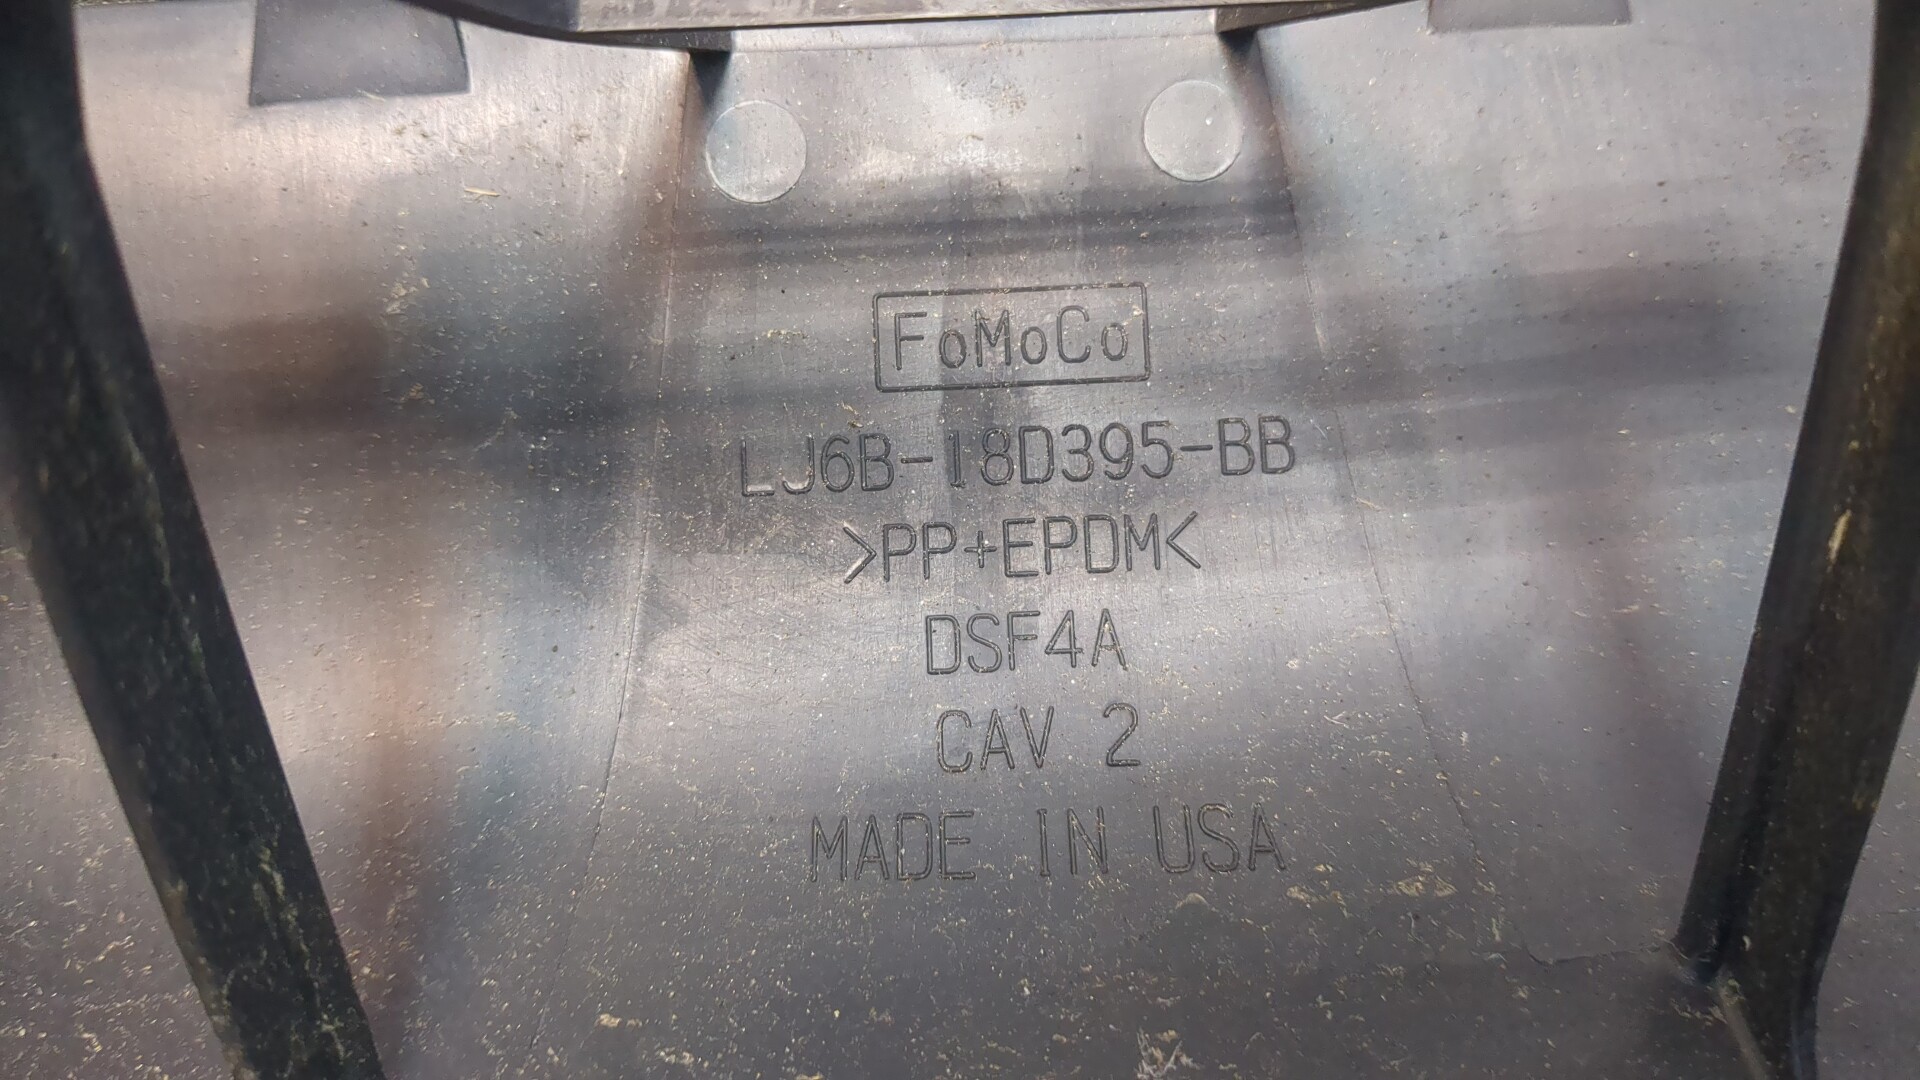 FoMoCo
LJ6B-18D395-BB
>PP+EPDM<
DSF4A
CAV 2
MADE IN USA